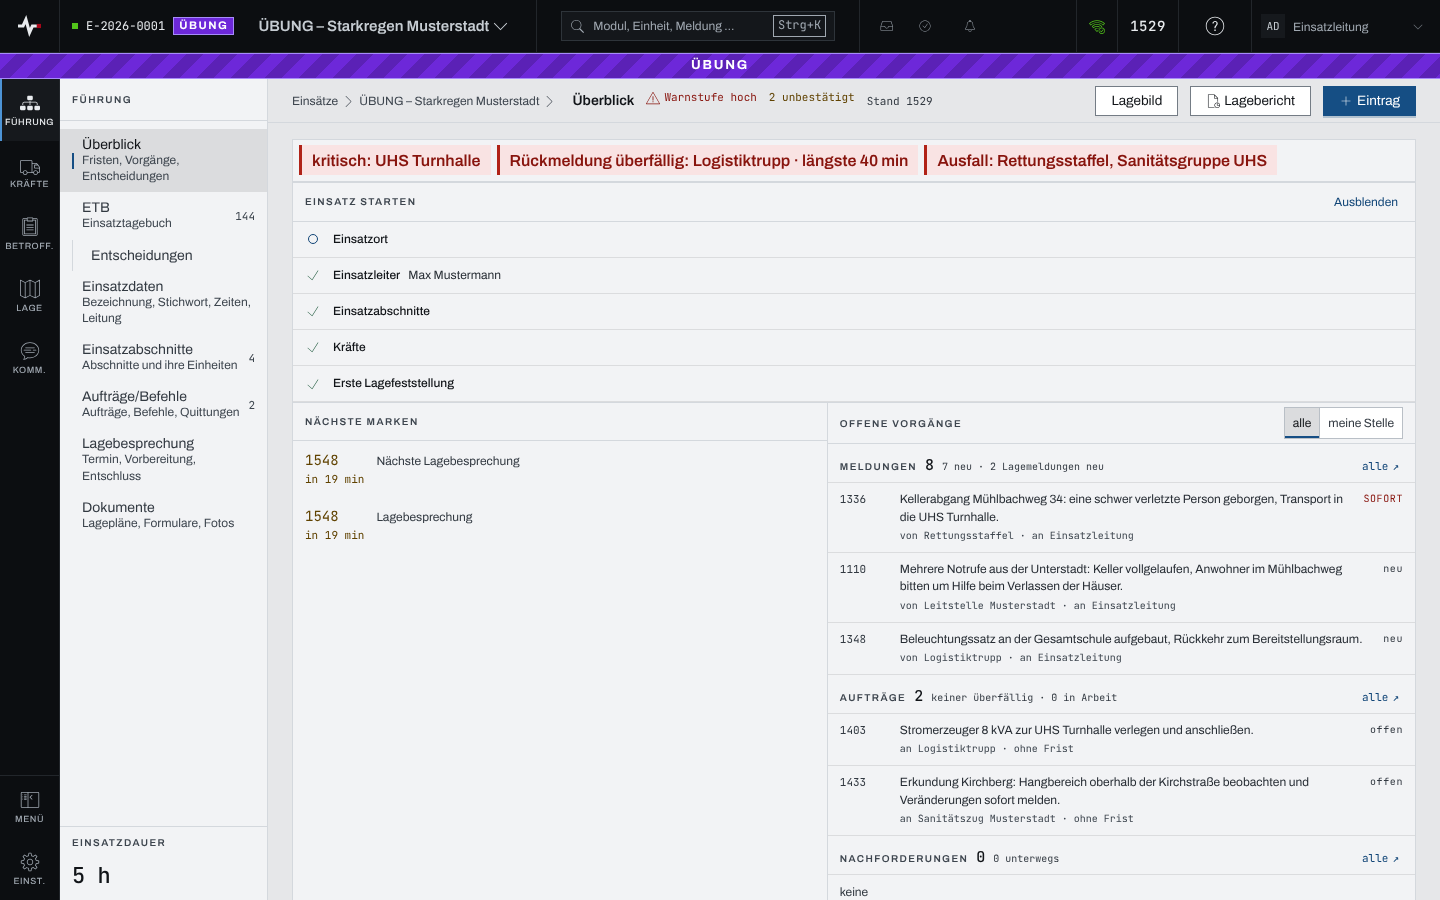 E-2026-0001 ÜBUNG ÜBUNG – Starkregen Musterstadt Modul, Einheit, Meldung ... Strg+K 1529 ? AD Einsatzleitung
ÜBUNG
FÜHRUNG
KRÄFTE
BETROFF.
LAGE
KOMM.
MENÜ
EINST.
FÜHRUNG
Überblick
Fristen, Vorgänge,
Entscheidungen
ETB
Einsatztagebuch 144
Entscheidungen
Einsatzdaten
Bezeichnung, Stichwort, Zeiten,
Leitung
Einsatzabschnitte
Abschnitte und ihre Einheiten 4
Aufträge/Befehle
Aufträge, Befehle, Quittungen 2
Lagebesprechung
Termin, Vorbereitung,
Entschluss
Dokumente
Lagepläne, Formulare, Fotos
EINSATZDAUER
5 h
Einsätze ÜBUNG – Starkregen Musterstadt Überblick Warnstufe hoch 2 unbestätigt Stand 1529 Lagebild Lagebericht + Eintrag
kritisch: UHS Turnhalle Rückmeldung überfällig: Logistiktrupp · längste 40 min Ausfall: Rettungsstaffel, Sanitätsgruppe UHS
EINSATZ STARTEN Ausblenden
Einsatzort
Einsatzleiter Max Mustermann
Einsatzabschnitte
Kräfte
Erste Lagefeststellung
NÄCHSTE MARKEN
1548 Nächste Lagebesprechung
in 19 min
1548 Lagebesprechung
in 19 min
OFFENE VORGÄNGE alle meine Stelle
MELDUNGEN 8 7 neu · 2 Lagemeldungen neu alle ↗
1336 Kellerabgang Mühlbachweg 34: eine schwer verletzte Person geborgen, Transport in SOFORT
die UHS Turnhalle.
von Rettungsstaffel · an Einsatzleitung
1110 Mehrere Notrufe aus der Unterstadt: Keller vollgelaufen, Anwohner im Mühlbachweg neu
bitten um Hilfe beim Verlassen der Häuser.
von Leitstelle Musterstadt · an Einsatzleitung
1348 Beleuchtungssatz an der Gesamtschule aufgebaut, Rückkehr zum Bereitstellungsraum. neu
von Logistiktrupp · an Einsatzleitung
AUFTRÄGE 2 keiner überfällig · 0 in Arbeit alle ↗
1403 Stromerzeuger 8 kVA zur UHS Turnhalle verlegen und anschließen. offen
an Logistiktrupp · ohne Frist
1433 Erkundung Kirchberg: Hangbereich oberhalb der Kirchstraße beobachten und offen
Veränderungen sofort melden.
an Sanitätszug Musterstadt · ohne Frist
NACHFORDERUNGEN 0 0 unterwegs alle ↗
keine